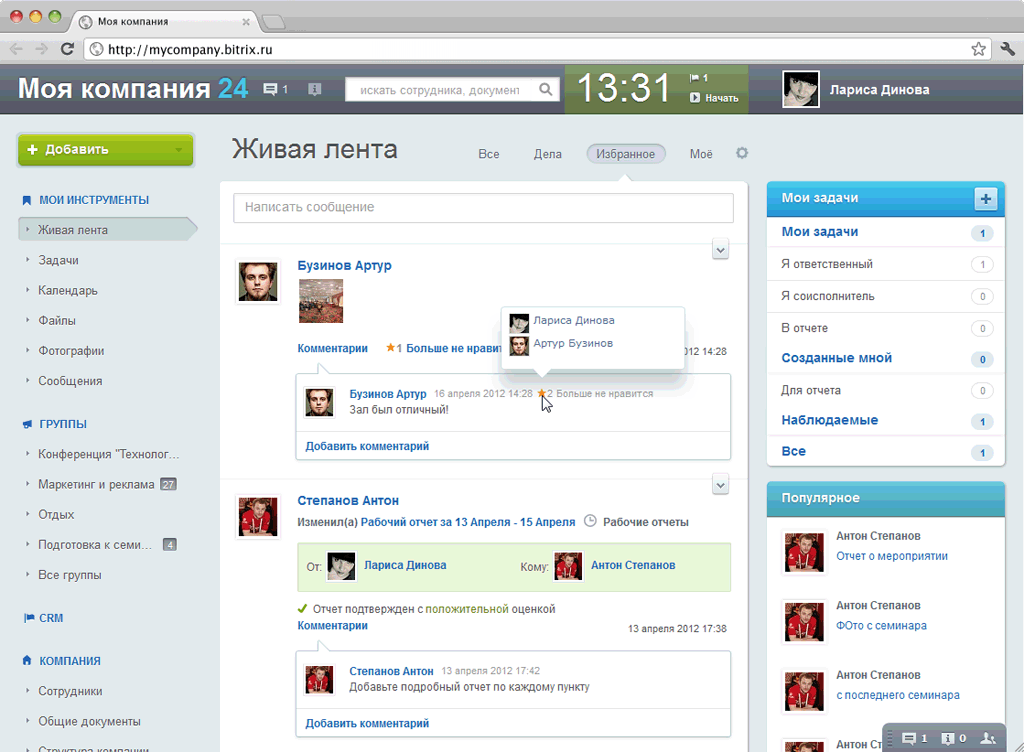 Моя компания
http://mycompany.bitrix.ru
Моя компания 24
1
искать сотрудника, документ
13:31
1
Начать
Лариса Динова
+ Добавить
МОИ ИНСТРУМЕНТЫ
Живая лента
Задачи
Календарь
Файлы
Фотографии
Сообщения
ГРУППЫ
Конференция "Технолог...
Маркетинг и реклама 27
Отдых
Подготовка к семи... 4
Все группы
CRM
КОМПАНИЯ
Сотрудники
Общие документы
Структура компании
Живая лента
Все
Дела
Избранное
Моё
Написать сообщение
Бузинов Артур
Лариса Динова
Артур Бузинов
Комментарии
1 Больше не нравит
012 14:28
Бузинов Артур 16 апреля 2012 14:28 2 Больше не нравится
Зал был отличный!
Добавить комментарий
Степанов Антон
Изменил(а) Рабочий отчет за 13 Апреля - 15 Апреля Рабочие отчеты
От: Лариса Динова
Кому: Антон Степанов
Отчет подтвержден с положительной оценкой
Комментарии
13 апреля 2012 17:38
Степанов Антон 13 апреля 2012 17:42
Добавьте подробный отчет по каждому пункту
Добавить комментарий
Мои задачи +
Мои задачи 1
Я ответственный 1
Я соисполнитель 0
В отчете 0
Созданные мной 0
Для отчета 0
Наблюдаемые 1
Все 1
Популярное
Антон Степанов
Отчет о мероприятии
Антон Степанов
ФОто с семинара
Антон Степанов
с последнего семинара
Антон Ст
1
0